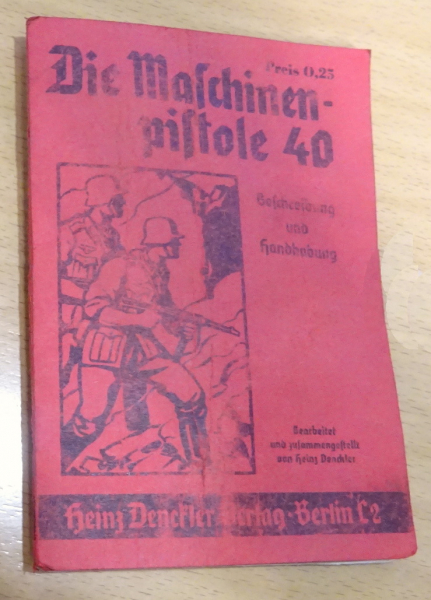 Preis 0,25
Die Maſchinen-
piſtole 40
Beſchreibung
und
Handhabung
Bearbeitet
und zuſammengeſtellt
von Heinz Denckler
Heinz Denckler-Verlag · Berlin C 2